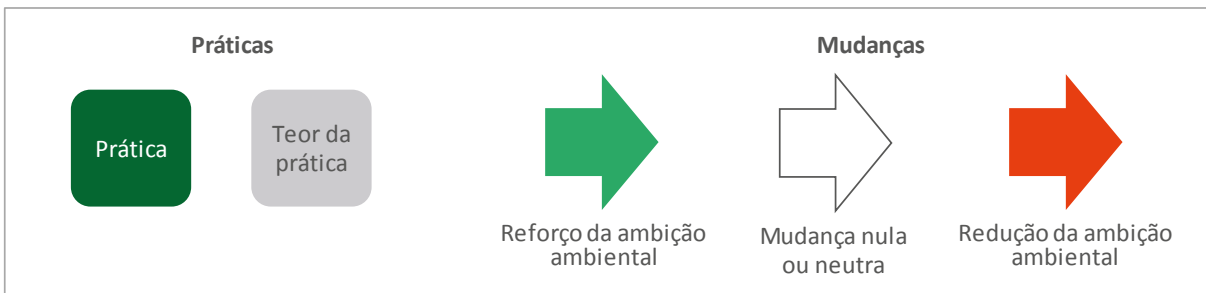 Práticas
Mudanças
Prática
Teor da
prática
Reforço da ambição
ambiental
Mudança nula
ou neutra
Redução da ambição
ambiental